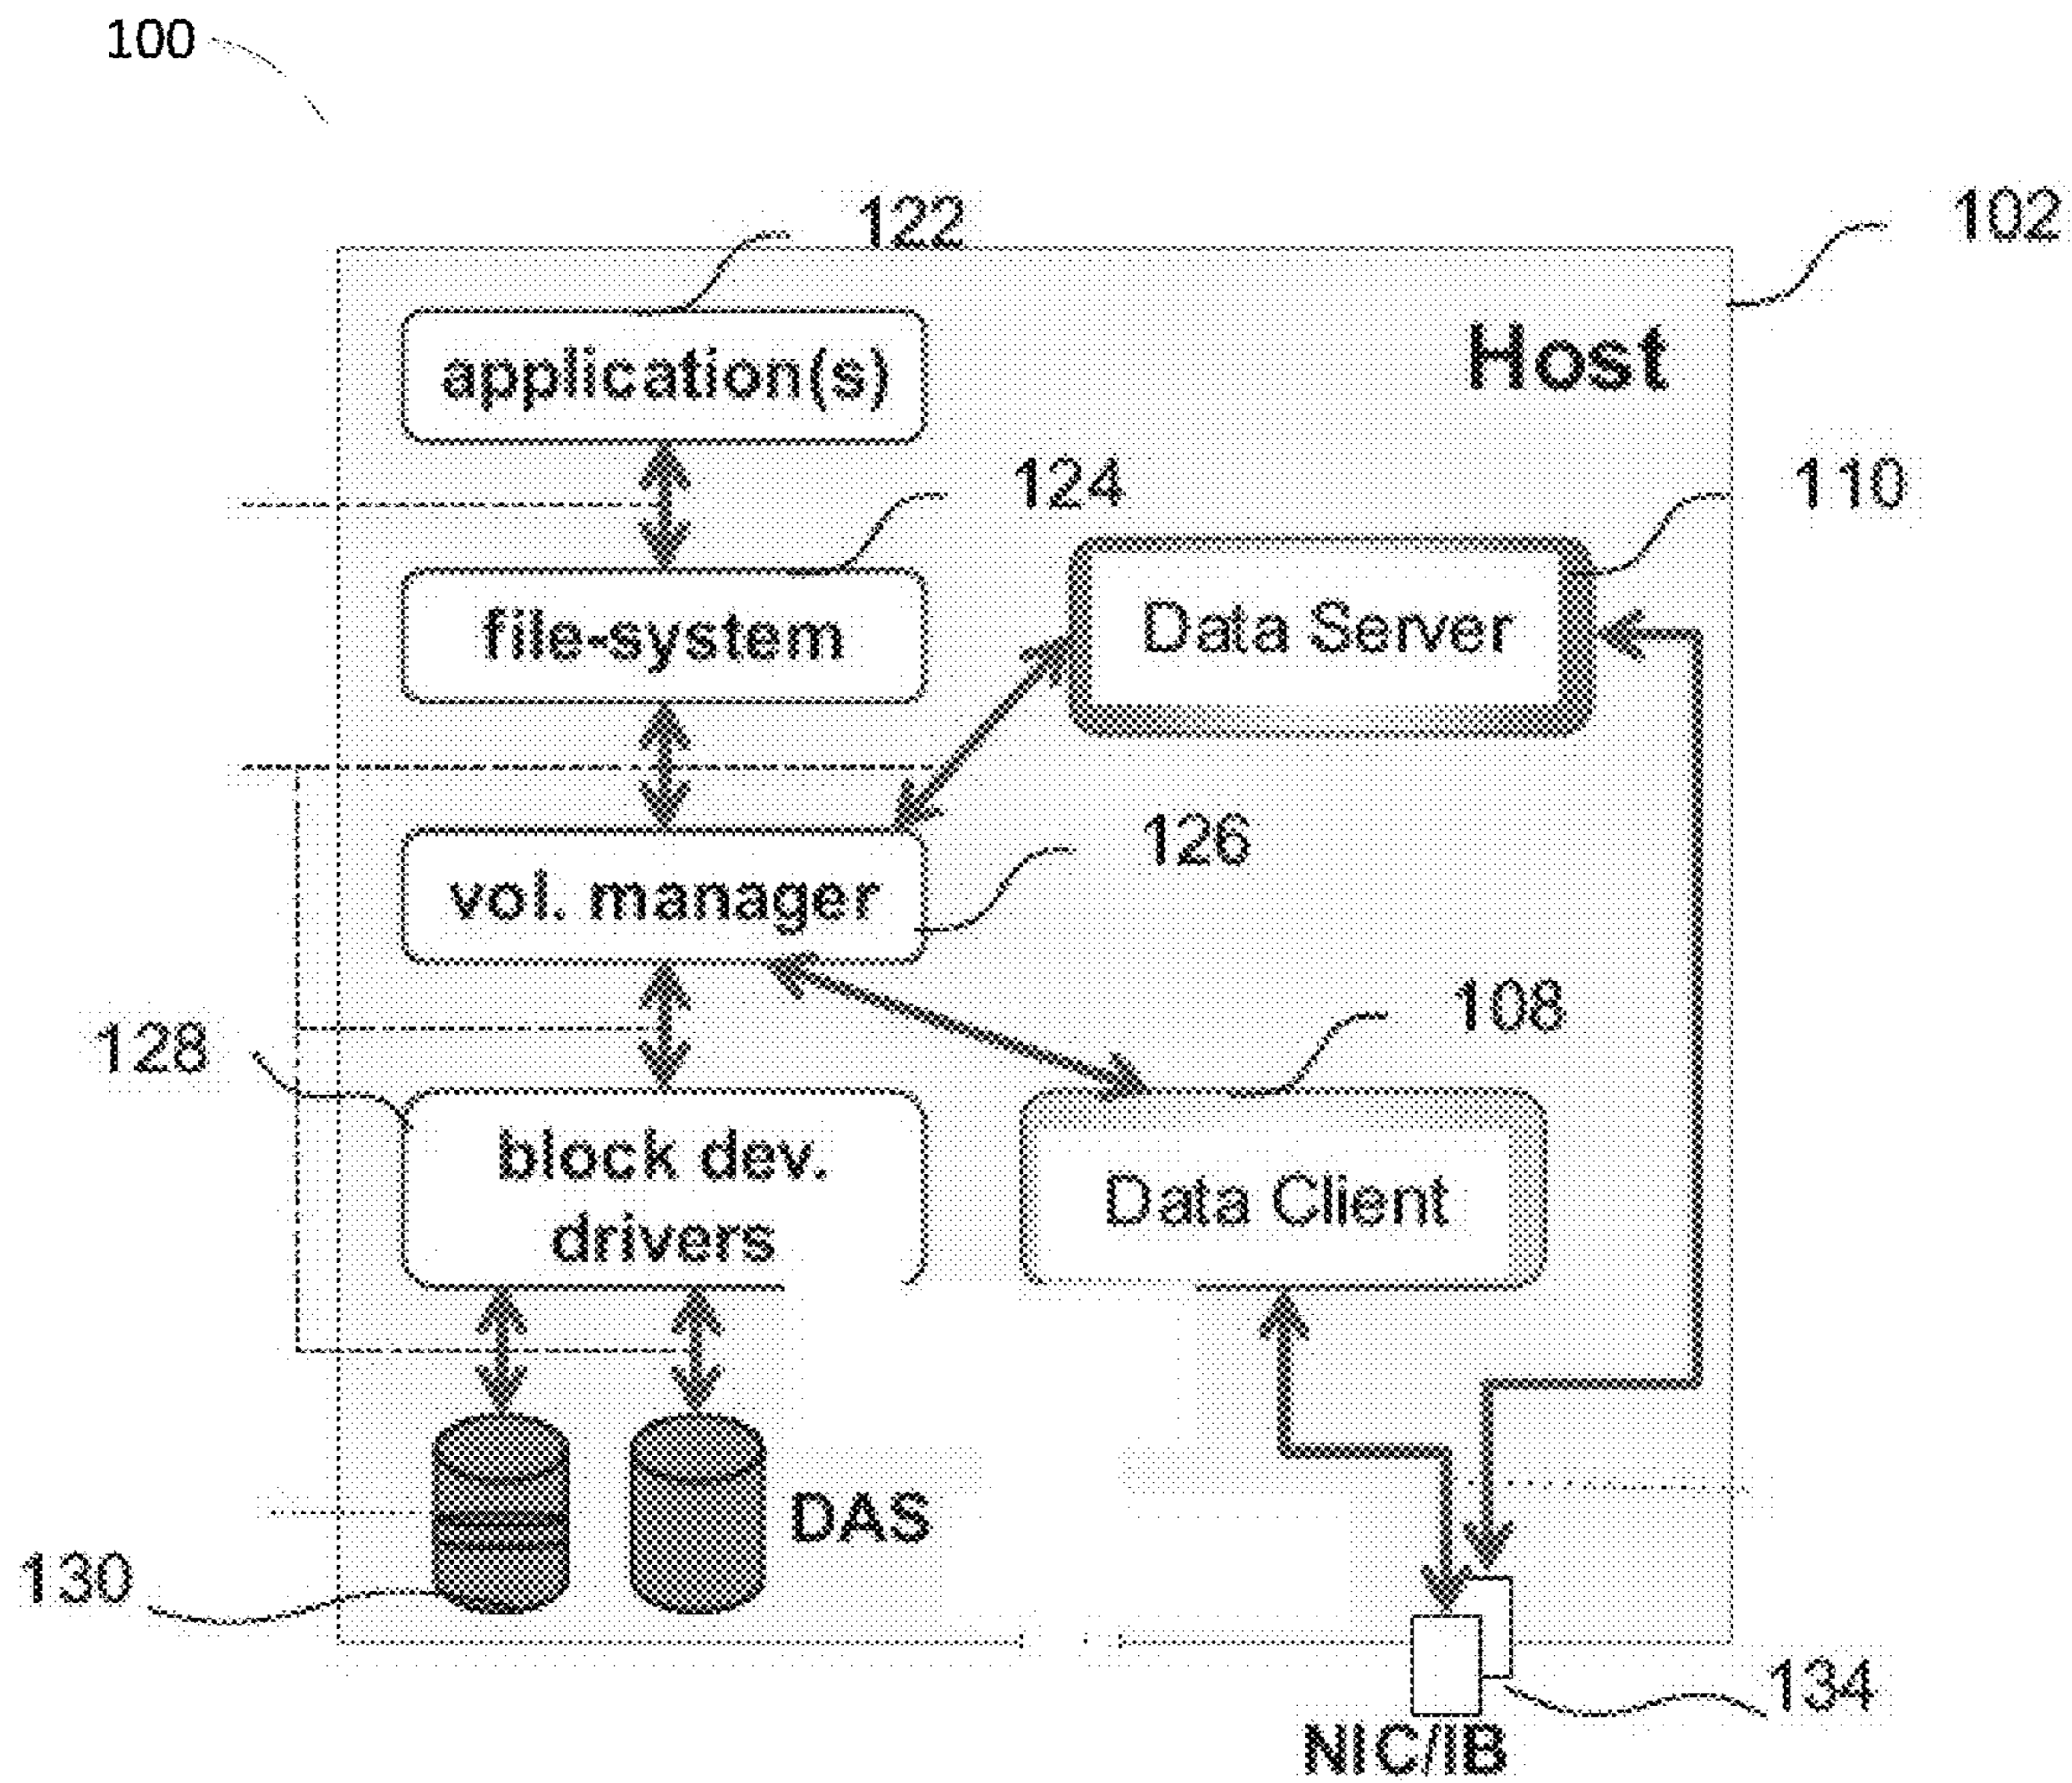 100
122
102
application(s)
Host
124
110
file-system
Data Server
126
vol. manager
108
128
block dev.
drivers
Data Client
DAS
130
134
NIC/IB